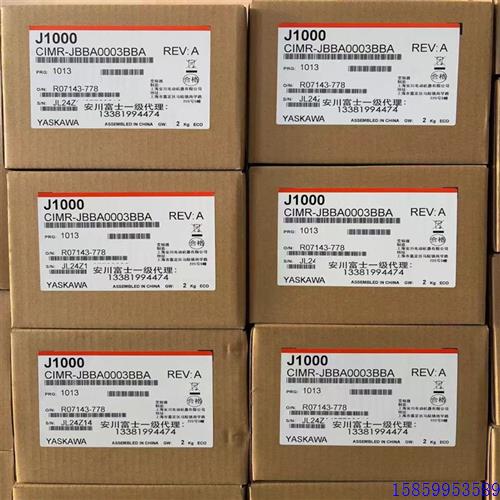 J1000
CIMR-JBBA0003BBA
REV: A
PRG: 1013
O/N: R07143-778
S/N: JL24Z
安川富士一级代理:
13381994474
YASKAWA
ASSEMBLED IN CHINA GW: 2 Kg ECO
合格
J1000
CIMR-JBBA0003BBA
REV: A
PRG: 1013
O/N: R07143-778
S/N: JL24
安川富士一级代理:
13381994474
YASKAWA
ASSEMBLED IN CHINA GW: 2 Kg ECO
合格
J1000
CIMR-JBBA0003BBA
REV: A
PRG: 1013
O/N: R07143-778
S/N: JL24Z1
安川富士一级代理:
13381994474
YASKAWA
ASSEMBLED IN CHINA GW: 2 Kg ECO
合格
J1000
CIMR-JBBA0003BBA
REV: A
PRG: 1013
O/N: R07143-778
S/N: JL24
安川富士一级代理:
13381994474
YASKAWA
ASSEMBLED IN CHINA GW: 2 Kg ECO
合格
J1000
CIMR-JBBA0003BBA
REV: A
PRG: 1013
O/N: R07143-778
S/N: JL24Z14
安川富士一级代理:
13381994474
YASKAWA
ASSEMBLED IN CHINA GW: 2 Kg ECO
合格
J1000
CIMR-JBBA0003BBA
REV: A
PRG: 1013
O/N: R07143-778
S/N: JL24
安川富士一级代理:
13381994474
YASKAWA
ASSEMBLED IN CHINA GW: 2 Kg ECO
合格
15859953589